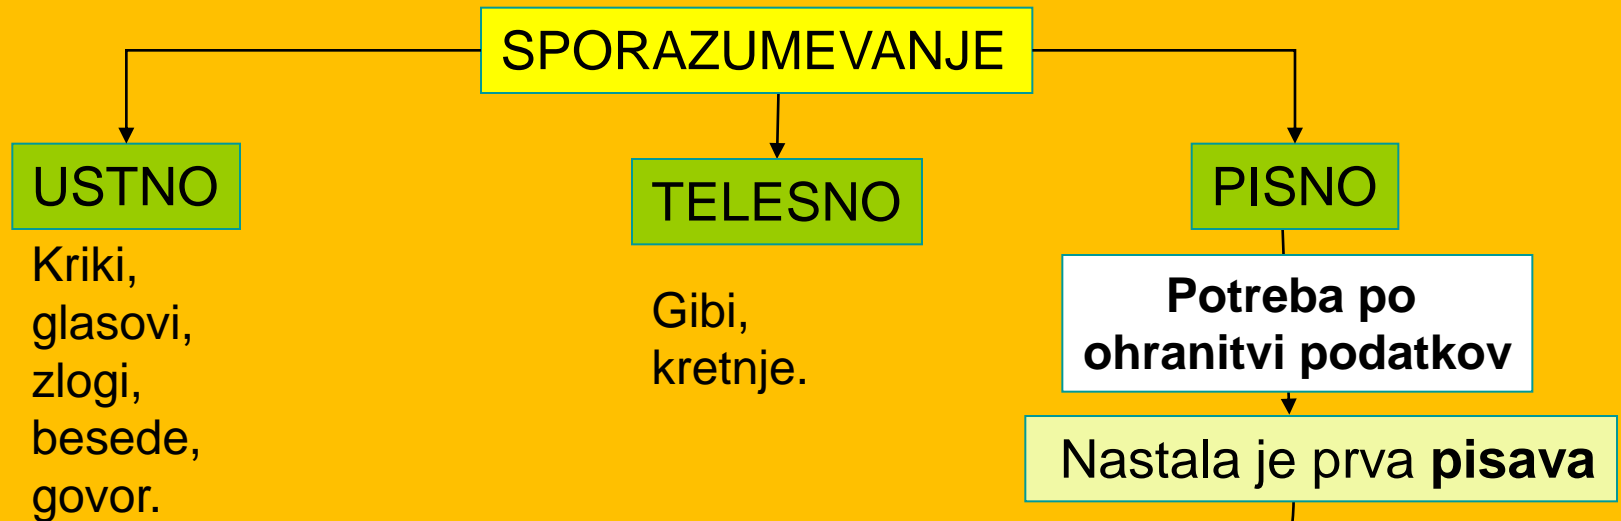 SPORAZUMEVANJE
USTNO
Kriki,
glasovi,
zlogi,
besede,
govor.
TELESNO
Gibi,
kretnje.
PISNO
Potreba po
ohranitvi podatkov
Nastala je prva pisava